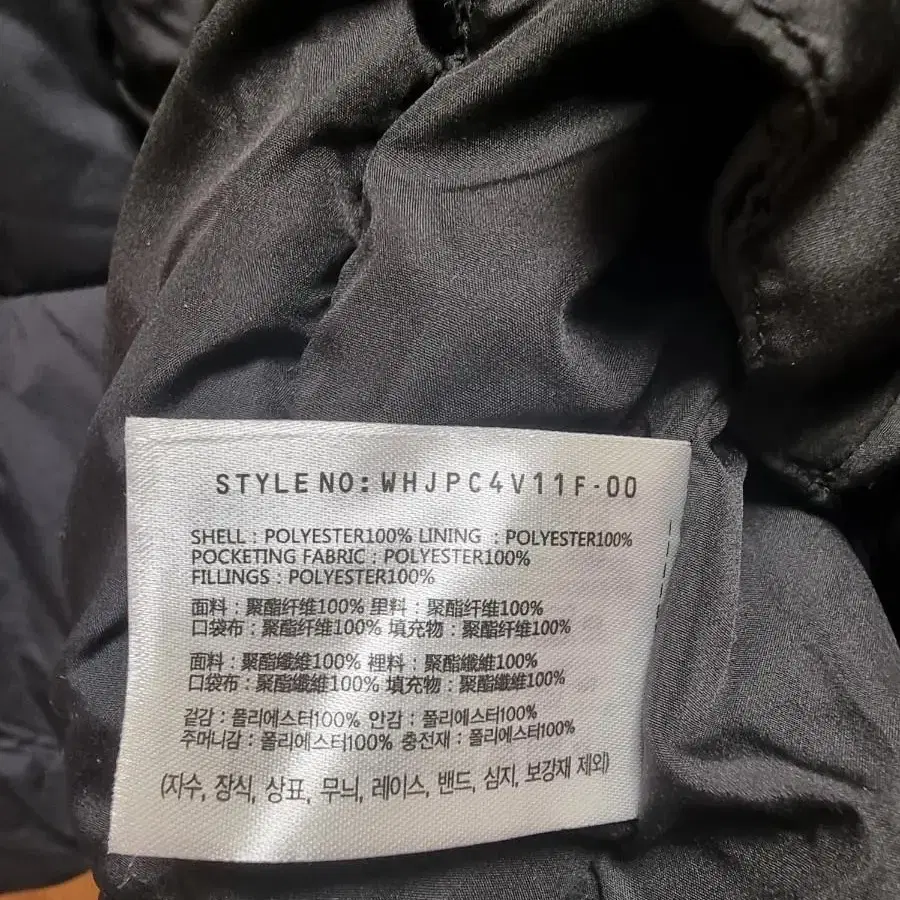 STYLE NO: WHJPC4V11F-00
SHELL : POLYESTER100% LINING : POLYESTER100%
POCKETING FABRIC : POLYESTER100%
FILLINGS : POLYESTER100%
面料 : 聚酯纤维100% 里料 : 聚酯纤维100%
口袋布 : 聚酯纤维100% 填充物 : 聚酯纤维100%
面料 : 聚酯纖維100% 裡料 : 聚酯纖維100%
口袋布 : 聚酯纖維100% 填充物 : 聚酯纖維100%
겉감 : 폴리에스터100% 안감 : 폴리에스터100%
주머니감 : 폴리에스터100% 충전재 : 폴리에스터100%
(자수, 장식, 상표, 무늬, 레이스, 밴드, 심지, 보강재 제외)